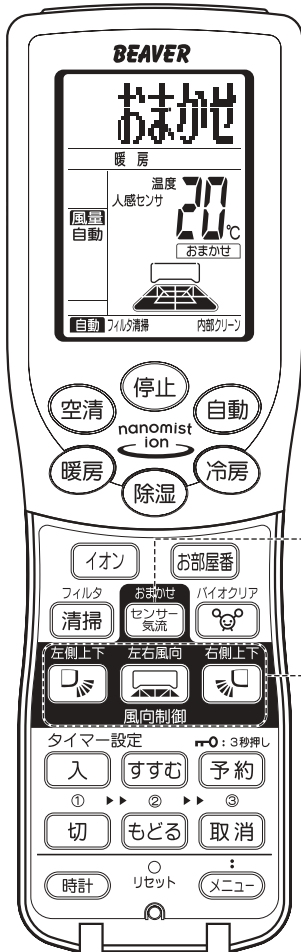 BEAVER
おまかせ
暖 房
温度
人感センサ 20℃
風量
自動
おまかせ
自動 フィルタ清掃 内部クリーン
停止
空清 自動
nanomist
ion
暖房 冷房
除湿
イオン お部屋番
フィルタ おまかせ バイオクリア
清掃 センサー
気流
左側上下 左右風向 右側上下
風向制御
タイマー設定 :3秒押し
入 すすむ 予約
① ▶▶ ② ▶▶ ③
切 もどる 取消
時計 リセット メニュー